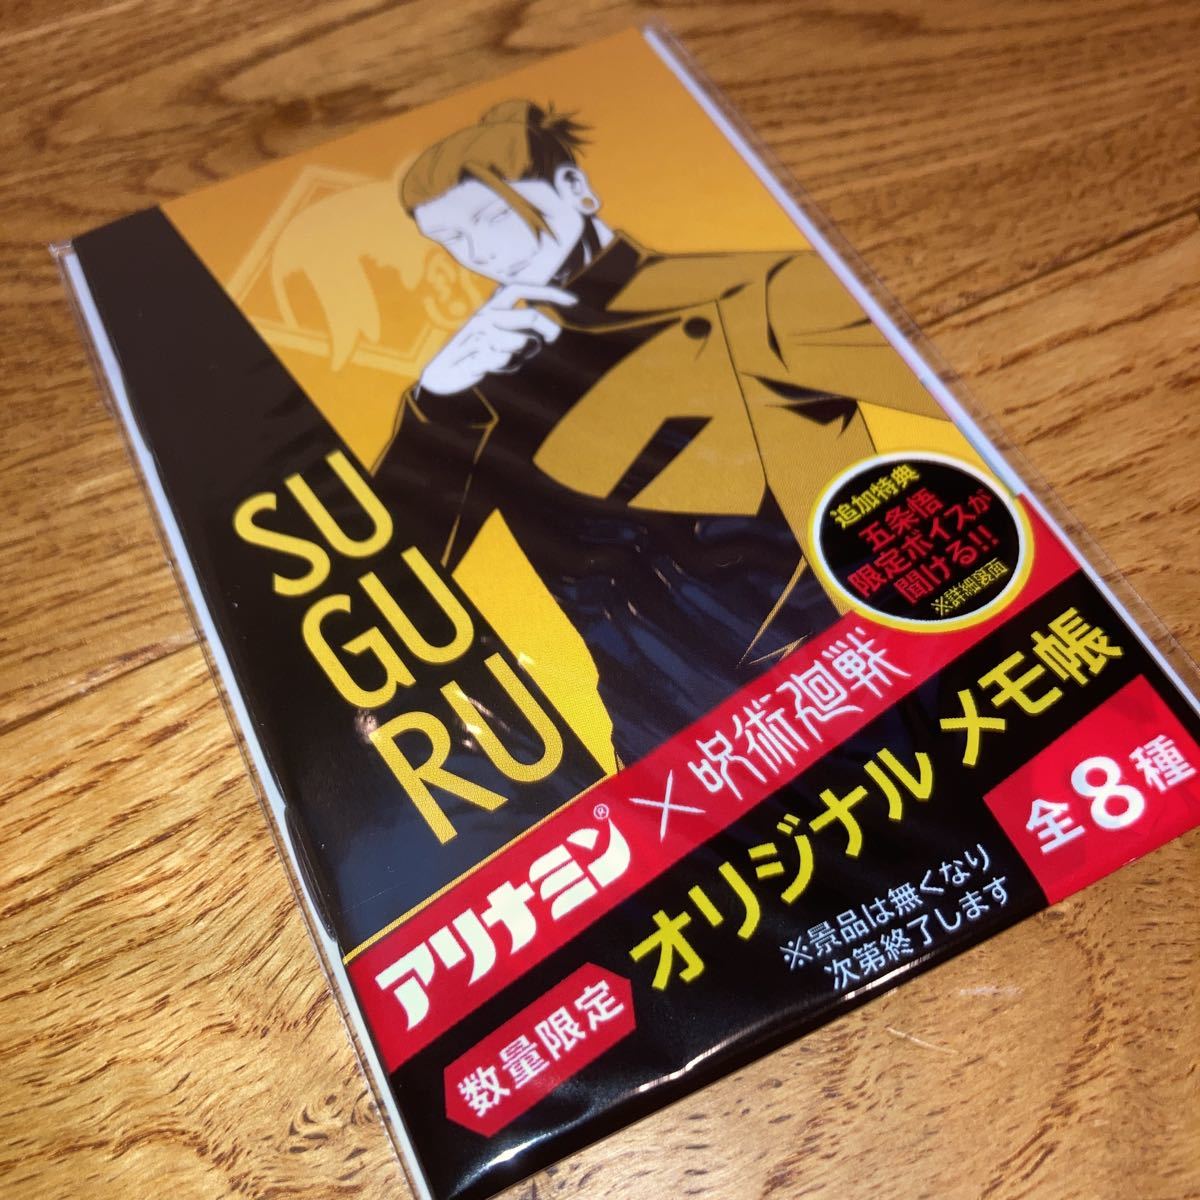 SU
GU
RU
追加特典
五条悟
限定ボイスが
聞ける!!
※詳細裏面
アリナミン® × 呪術廻戦
数量限定
オリジナル メモ帳
全8種
※景品は無くなり
次第終了します